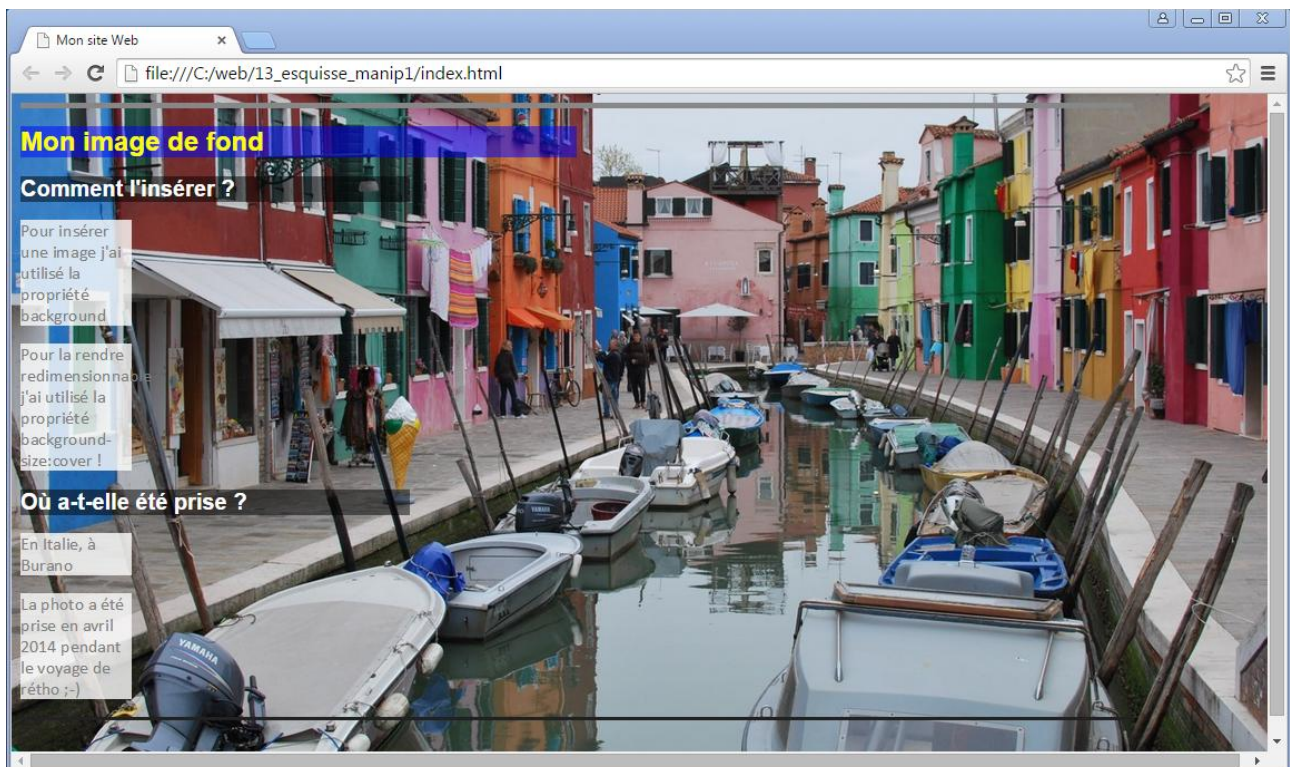 Mon site Web
file:///C:/web/13_esquisse_manip1/index.html
Mon image de fond
Comment l'insérer ?
Pour insérer
une image j'ai
utilisé la
propriété
background
Pour la rendre
redimensionnable
j'ai utilisé la
propriété
background-
size:cover !
Où a-t-elle été prise ?
En Italie, à
Burano
La photo a été
prise en avril
2014 pendant
le voyage de
rétho ;-)
YAMAHA
YAMAHA